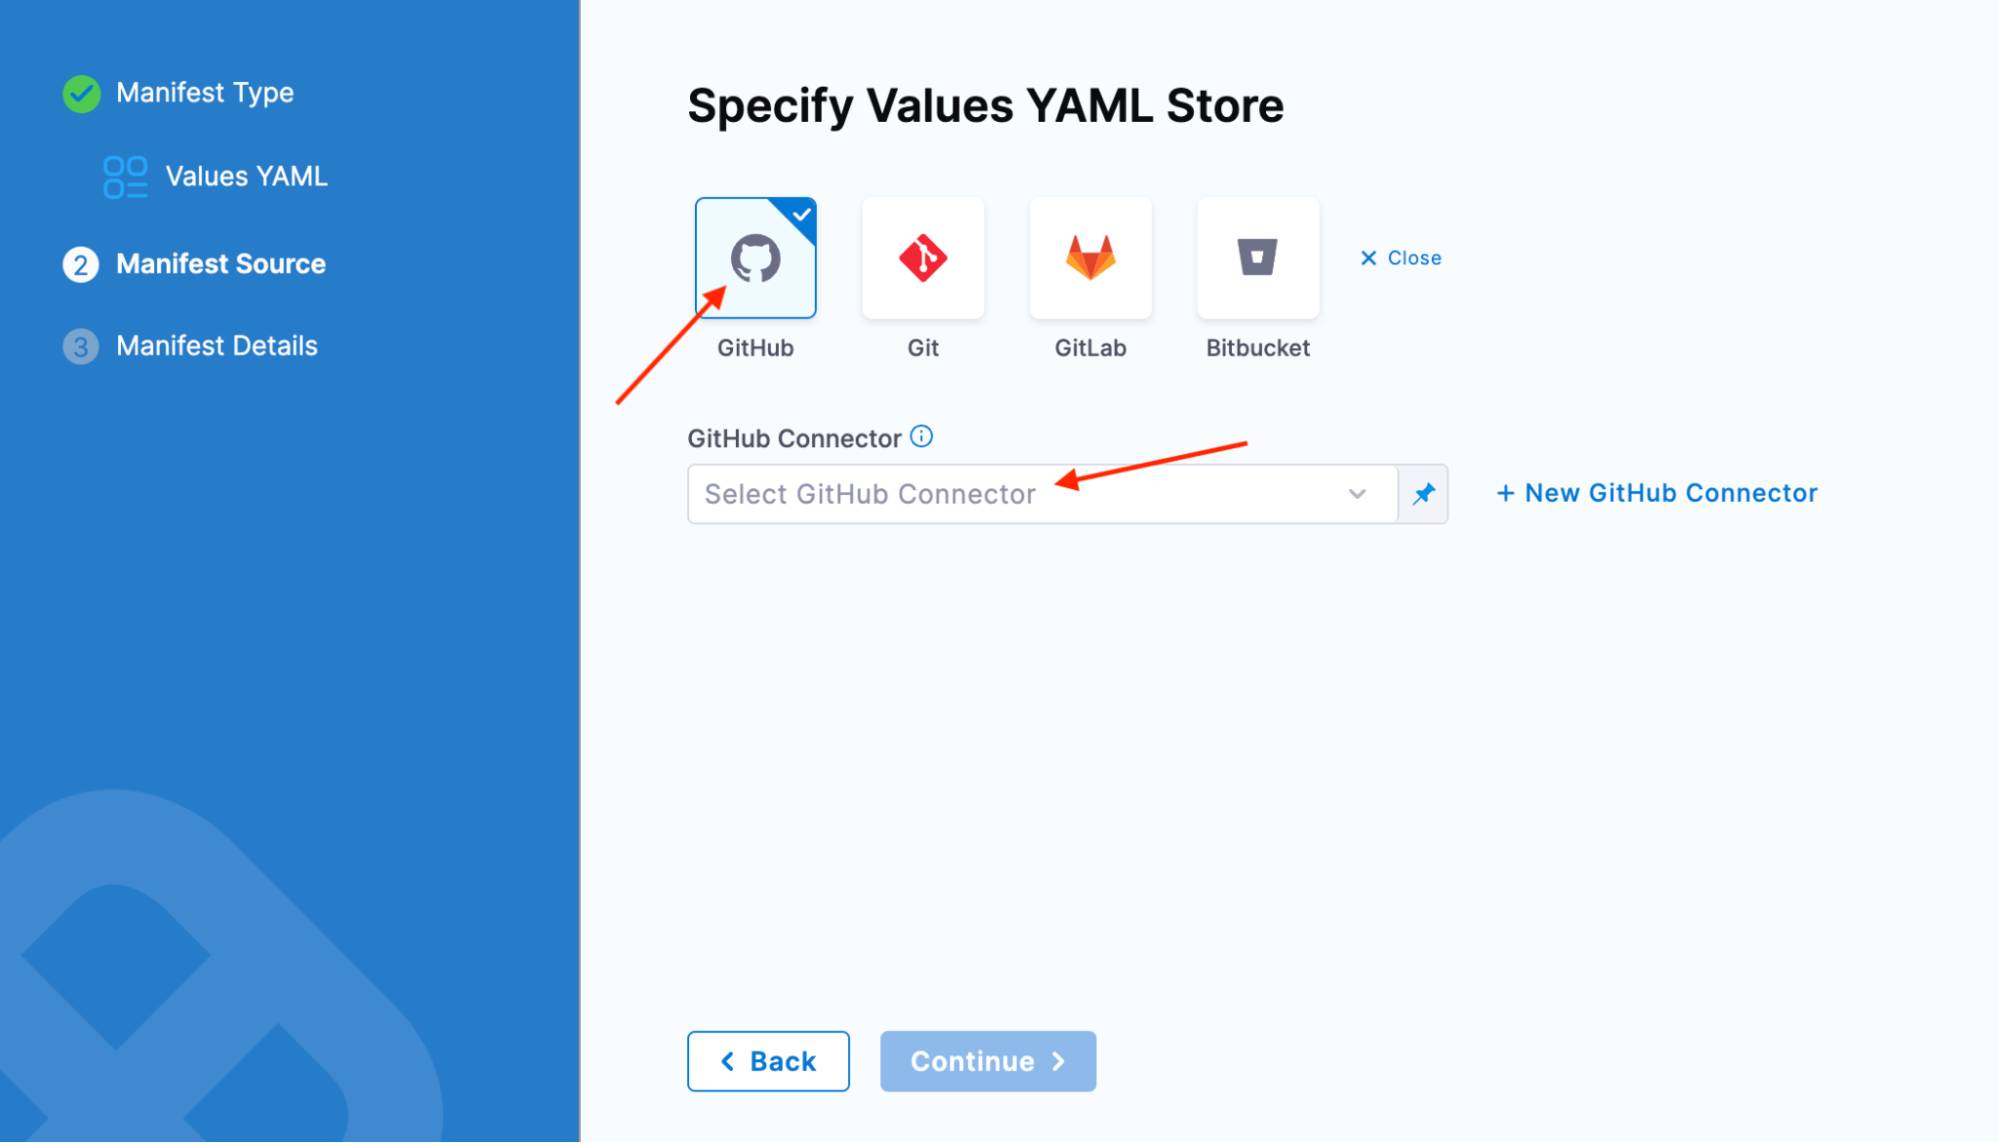 Manifest Type
Values YAML
2 Manifest Source
3 Manifest Details
Specify Values YAML Store
Close
GitHub Git GitLab Bitbucket
GitHub Connector
Select GitHub Connector
+ New GitHub Connector
Back Continue